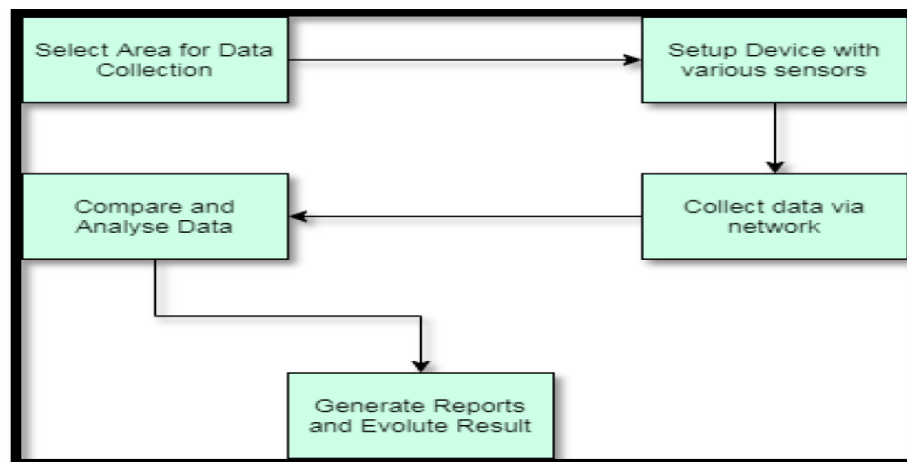 Select Area for Data
Collection
Setup Device with
various sensors
Collect data via
network
Compare and
Analyse Data
Generate Reports
and Evolute Result